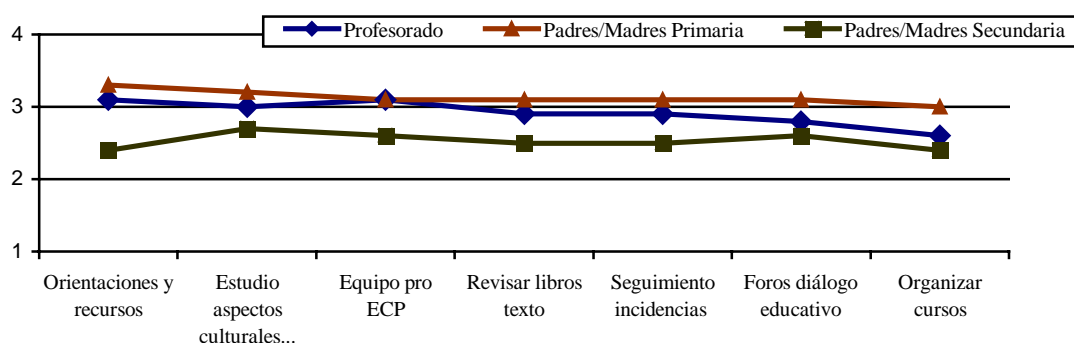 Profesorado Padres/Madres Primaria Padres/Madres Secundaria
4
3
2
1
Orientaciones y
recursos
Estudio
aspectos
culturales...
Equipo pro
ECP
Revisar libros
texto
Seguimiento
incidencias
Foros diálogo
educativo
Organizar
cursos